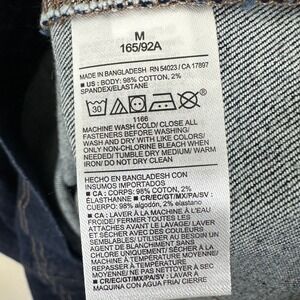 M
165/92A
MADE IN BANGLADESH RN 54023 / CA 17897
■ US : BODY: 98% COTTON, 2%
SPANDEX/ELASTANE
30
1166
MACHINE WASH COLD/ CLOSE ALL
FASTENERS BEFORE WASHING/
WASH AND DRY WITH LIKE COLORS/
ONLY NON-CHLORINE BLEACH WHEN
NEEDED/ TUMBLE DRY MEDIUM/ WARM
IRON/ DO NOT DRY CLEAN
HECHO EN BANGLADESH CON
INSUMOS IMPORTADOS
■ CA : CORPS: 98% COTON, 2%
ÉLASTHANNE ■ CR/EC/GT/MX/PA/SV :
CUERPO: 98% algodón, 2% elastano
■ CA : LAVER À LA MACHINE À EAU
FROIDE/ FERMER TOUTES LES
ATTACHES AVANT LE LAVAGE/ LAVER
ET SÉCHER AVEC DES COULEURS
SEMBLABLES/ UTILISER AU BESOIN UN
AGENT DE BLANCHIMENT SANS
CHLORE UNIQUEMENT/ SÉCHER À LA
MACHINE À TEMPÉRATURE MOYENNE/
REPASSER À TEMPÉRATURE
MOYENNE/ NE PAS NETTOYER À SEC
■ CR/EC/GT/MX/PA/SV : LAVAR A
MAQUINA CON AGUA FRIA/ CIERRE